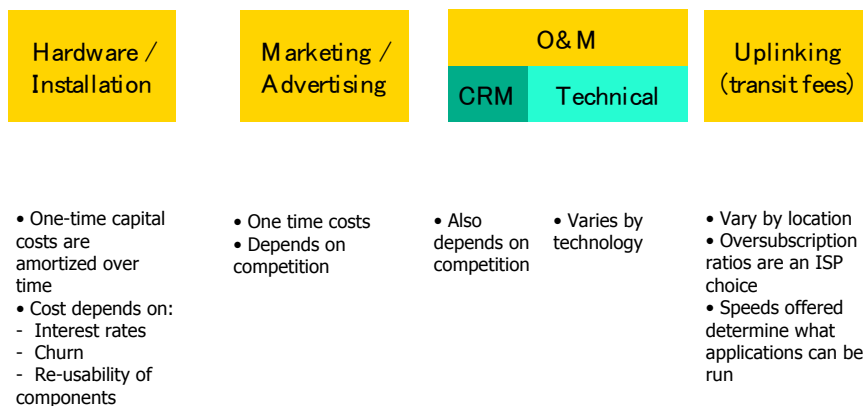 Hardware /
Installation
Marketing /
Advertising
O&M
CRM
Technical
Uplinking
(transit fees)
• One-time capital
costs are
amortized over
time
• Cost depends on:
- Interest rates
- Churn
- Re-usability of
components
• One time costs
• Depends on
competition
• Also
depends on
competition
• Varies by
technology
• Vary by location
• Oversubscription
ratios are an ISP
choice
• Speeds offered
determine what
applications can be
run